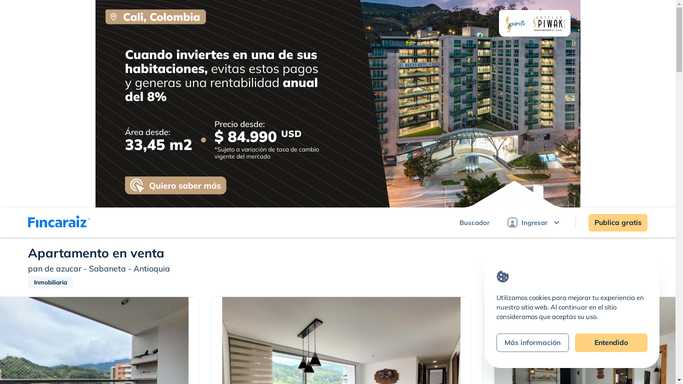 Cali, Colombia
Cuando inviertes en una de sus
habitaciones, evitas estos pagos
y generas una rentabilidad anual
del 8%
Área desde:
33,45 m2
Precio desde:
$ 84.990 USD
*Sujeto a variación de tasa de cambio
vigente del mercado
Quiero saber más
SPIWAK
Fincaraiz
Buscador
Ingresar
Publica gratis
Apartamento en venta
pan de azucar - Sabaneta - Antioquia
Inmobiliaria
Utilizamos cookies para mejorar tu experiencia en
nuestro sitio web. Al continuar en el sitio
consideramos que aceptas su uso.
Más información
Entendido